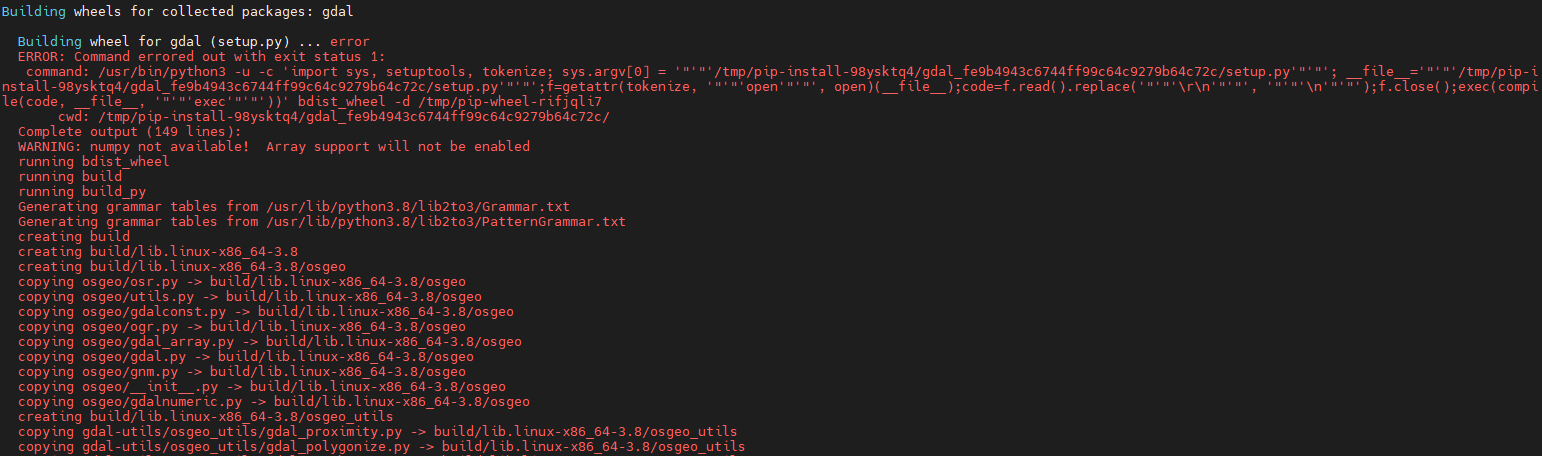 Building wheels for collected packages: gdal
Building wheel for gdal (setup.py) ... error
ERROR: Command errored out with exit status 1:
command: /usr/bin/python3 -u -c 'import sys, setuptools, tokenize; sys.argv[0] = '"'"'/tmp/pip-install-98ysktq4/gdal_fe9b4943c6744ff99c64c9279b64c72c/setup.py'"'"'; __file__='"'"'/tmp/pip-i
nstall-98ysktq4/gdal_fe9b4943c6744ff99c64c9279b64c72c/setup.py'"'"';f=getattr(tokenize, '"'"'open'"'"', open)(__file__);code=f.read().replace('"'"'\r\n'"'"', '"'"'\n'"'"');f.close();exec(compi
le(code, __file__, '"'"'exec'"'"'))' bdist_wheel -d /tmp/pip-wheel-rifjqli7
cwd: /tmp/pip-install-98ysktq4/gdal_fe9b4943c6744ff99c64c9279b64c72c/
Complete output (149 lines):
WARNING: numpy not available!  Array support will not be enabled
running bdist_wheel
running build
running build_py
Generating grammar tables from /usr/lib/python3.8/lib2to3/Grammar.txt
Generating grammar tables from /usr/lib/python3.8/lib2to3/PatternGrammar.txt
creating build
creating build/lib.linux-x86_64-3.8
creating build/lib.linux-x86_64-3.8/osgeo
copying osgeo/osr.py -> build/lib.linux-x86_64-3.8/osgeo
copying osgeo/utils.py -> build/lib.linux-x86_64-3.8/osgeo
copying osgeo/gdalconst.py -> build/lib.linux-x86_64-3.8/osgeo
copying osgeo/ogr.py -> build/lib.linux-x86_64-3.8/osgeo
copying osgeo/gdal_array.py -> build/lib.linux-x86_64-3.8/osgeo
copying osgeo/gdal.py -> build/lib.linux-x86_64-3.8/osgeo
copying osgeo/gnm.py -> build/lib.linux-x86_64-3.8/osgeo
copying osgeo/__init__.py -> build/lib.linux-x86_64-3.8/osgeo
copying osgeo/gdalnumeric.py -> build/lib.linux-x86_64-3.8/osgeo
creating build/lib.linux-x86_64-3.8/osgeo_utils
copying gdal-utils/osgeo_utils/gdal_proximity.py -> build/lib.linux-x86_64-3.8/osgeo_utils
copying gdal-utils/osgeo_utils/gdal_polygonize.py -> build/lib.linux-x86_64-3.8/osgeo_utils